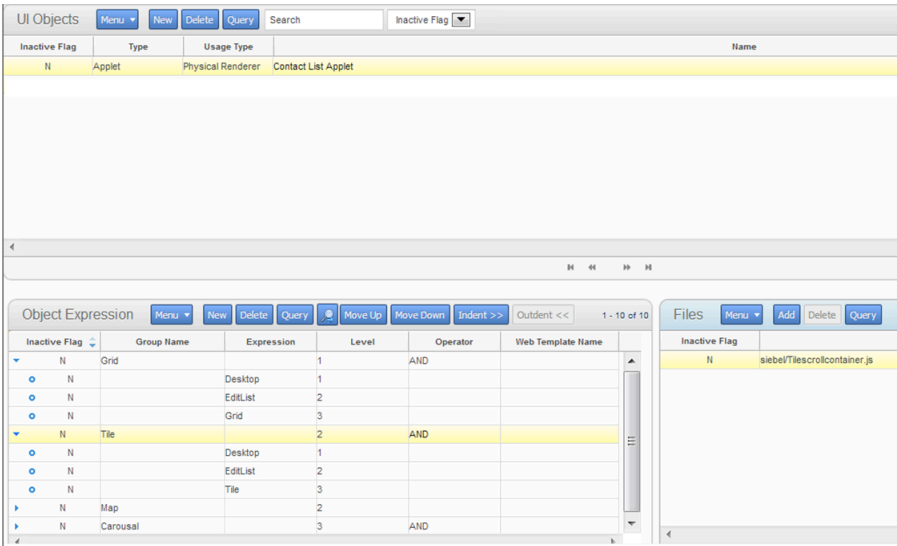 UI Objects Menu New Delete Query Search Inactive Flag
Inactive Flag Type Usage Type Name
N Applet Physical Renderer Contact List Applet
Object Expression Menu New Delete Query Move Up Move Down Indent >> Outdent << 1 - 10 of 10
Inactive Flag Group Name Expression Level Operator Web Template Name
N Grid 1 AND
N Desktop 1
N EditList 2
N Grid 3
N Tile 2 AND
N Desktop 1
N EditList 2
N Tile 3
N Map 2
N Carousal 3 AND
Files Menu Add Delete Query
Inactive Flag
N siebel/Tilescrollcontainer.js